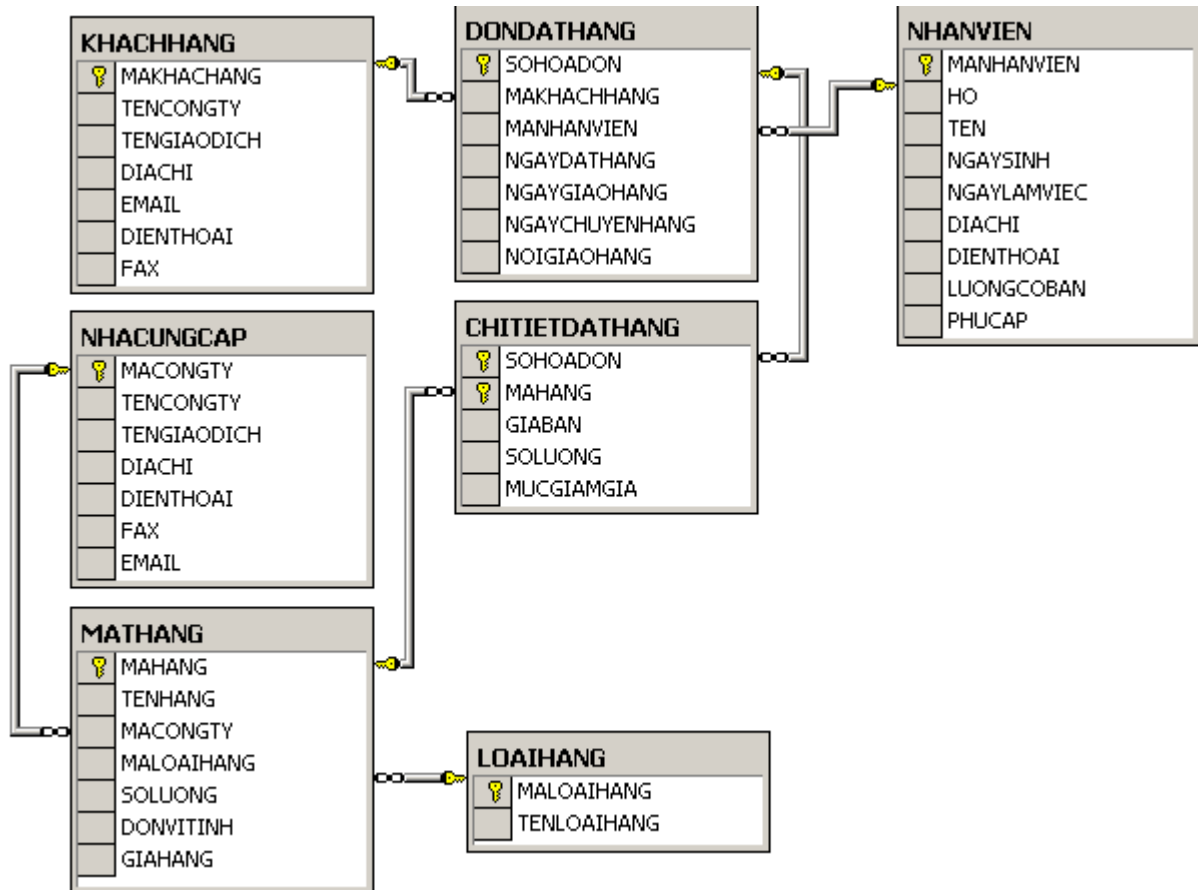 KHACHHANG
MAKHACHANG
TENCONGTY
TENGIAODICH
DIACHI
EMAIL
DIENTHOAI
FAX
DONDATHANG
SOHOADON
MAKHACHHANG
MANHANVIEN
NGAYDATHANG
NGAYGIAOHANG
NGAYCHUYENHANG
NOIGIAOHANG
NHANVIEN
MANHANVIEN
HO
TEN
NGAYSINH
NGAYLAMVIEC
DIACHI
DIENTHOAI
LUONGCOBAN
PHUCAP
NHACUNGCAP
MACONGTY
TENCONGTY
TENGIAODICH
DIACHI
DIENTHOAI
FAX
EMAIL
CHITIETDATHANG
SOHOADON
MAHANG
GIABAN
SOLUONG
MUCGIAMGIA
MATHANG
MAHANG
TENHANG
MACONGTY
MALOAIHANG
SOLUONG
DONVITINH
GIAHANG
LOAIHANG
MALOAIHANG
TENLOAIHANG